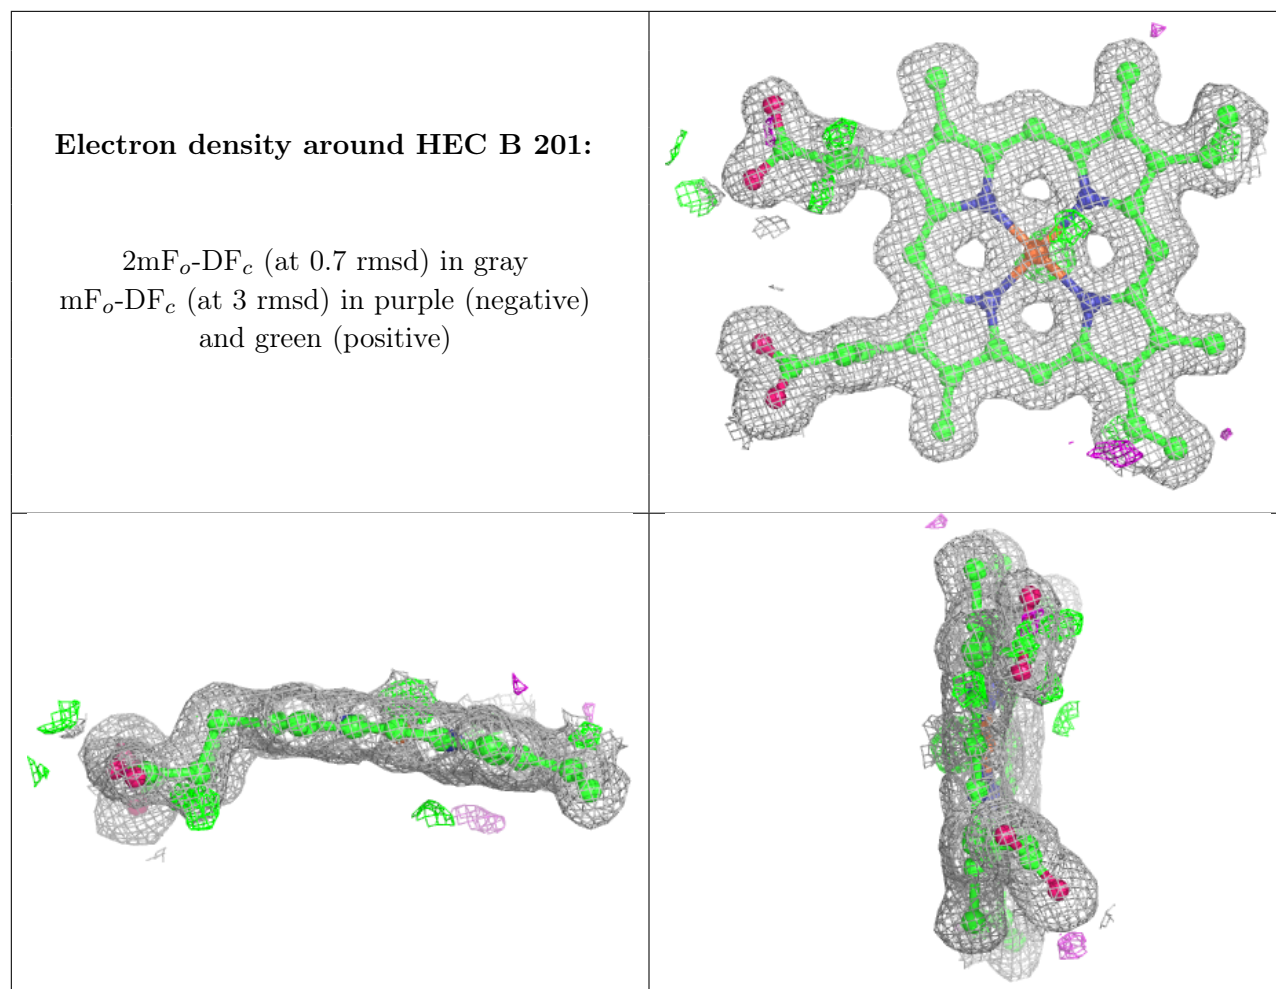 Electron density around HEC B 201:
2mFₒ-DF𝒸 (at 0.7 rmsd) in gray
mFₒ-DF𝒸 (at 3 rmsd) in purple (negative)
and green (positive)